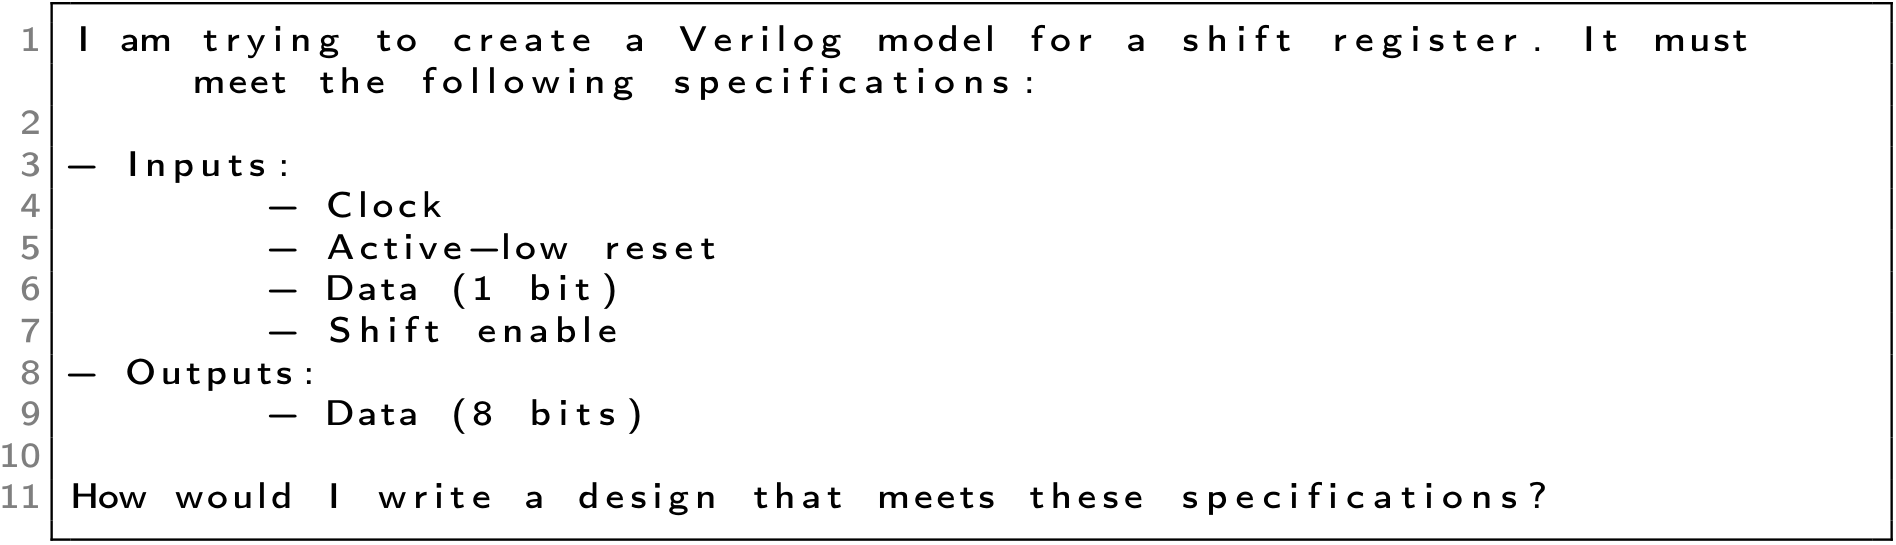 1 I am trying to create a Verilog model for a shift register. It must
meet the following specifications:
2
3 – Inputs:
4 – Clock
5 – Active–low reset
6 – Data (1 bit)
7 – Shift enable
8 – Outputs:
9 – Data (8 bits)
10
11 How would I write a design that meets these specifications?